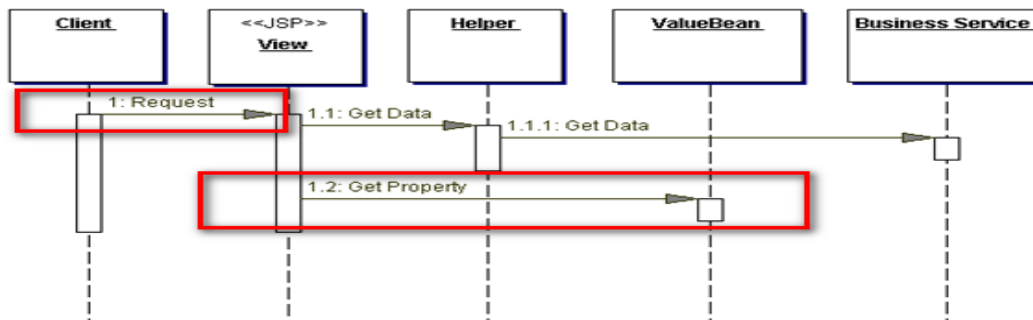 Client
<<JSP>>
View
Helper
ValueBean
Business Service
1: Request
1.1: Get Data
1.1.1: Get Data
1.2: Get Property